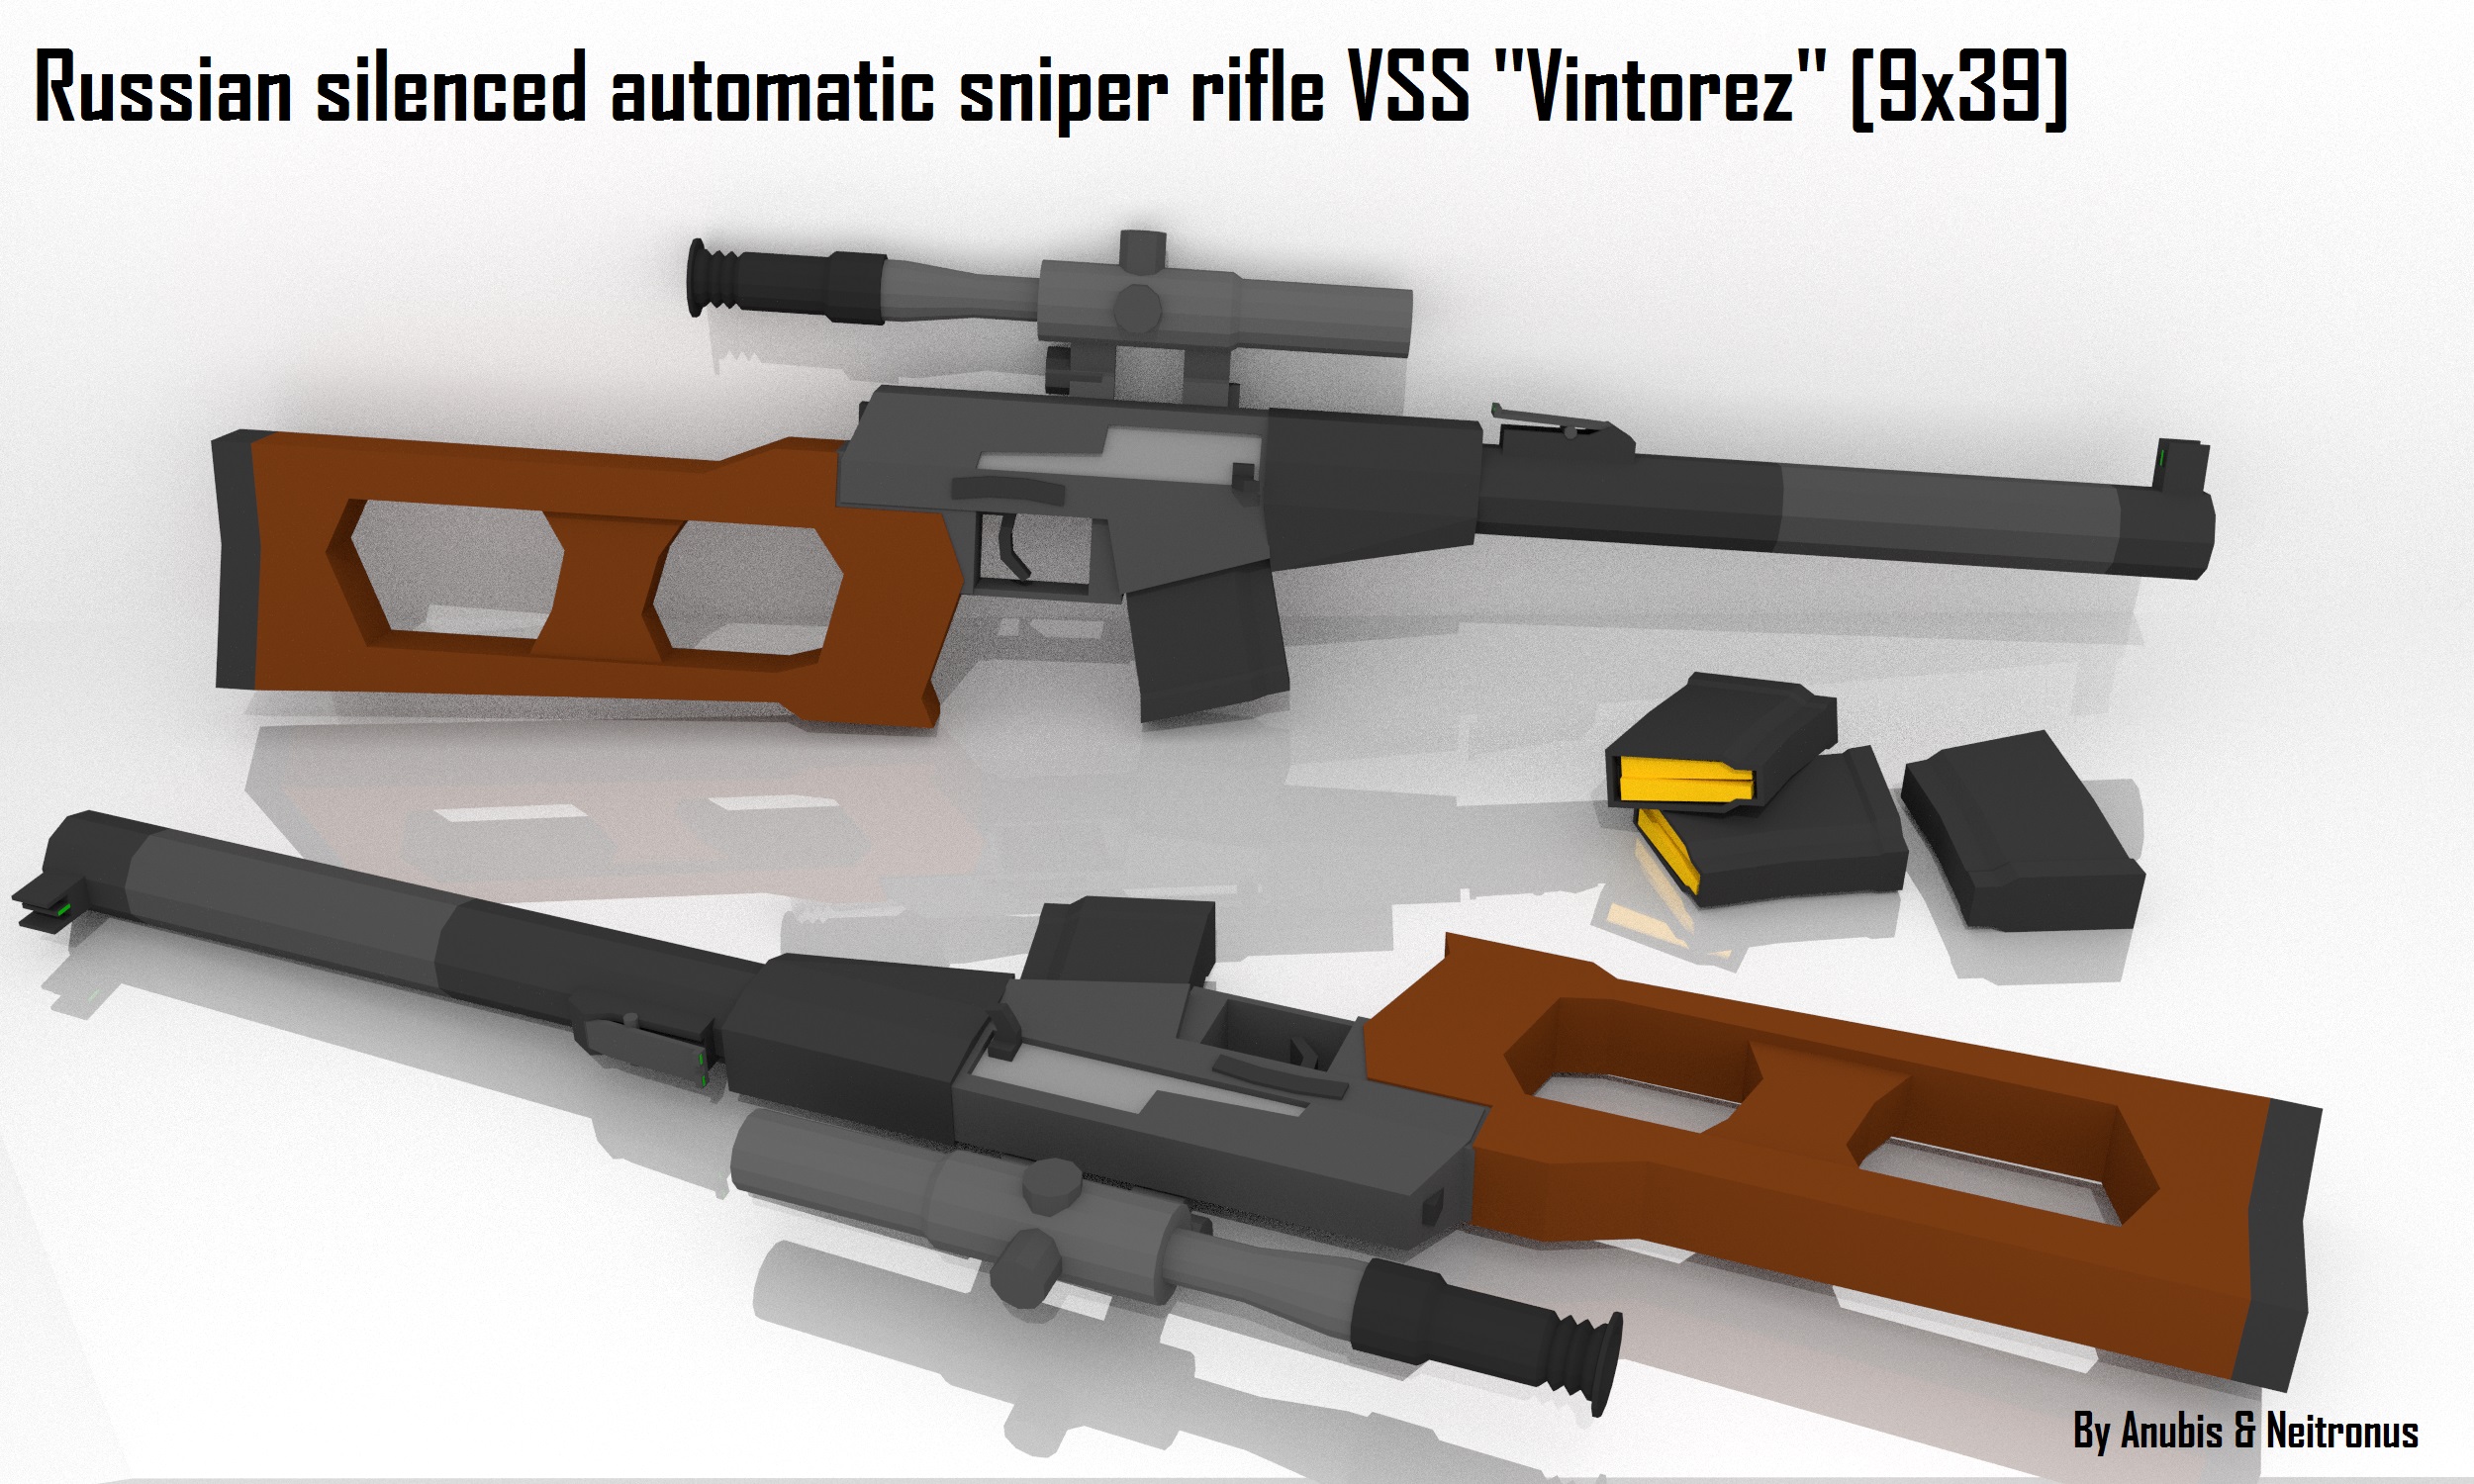 Russian silenced automatic sniper rifle VSS "Vintorez" [9x39]
By Anubis & Neitronus